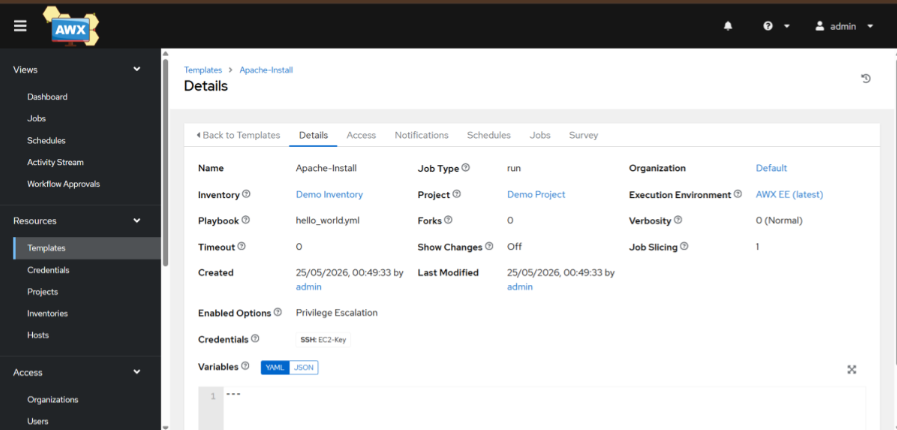 AWX
admin
Views
Dashboard
Jobs
Schedules
Activity Stream
Workflow Approvals
Resources
Templates
Credentials
Projects
Inventories
Hosts
Access
Organizations
Users
Templates > Apache-Install
Details
Back to Templates Details Access Notifications Schedules Jobs Survey
Name Apache-Install Job Type run Organization Default
Inventory Demo Inventory Project Demo Project Execution Environment AWX EE (latest)
Playbook hello_world.yml Forks 0 Verbosity 0 (Normal)
Timeout 0 Show Changes Off Job Slicing 1
Created 25/05/2026, 00:49:33 by admin Last Modified 25/05/2026, 00:49:33 by admin
Enabled Options Privilege Escalation
Credentials SSH: EC2-Key
Variables YAML JSON
1 ---